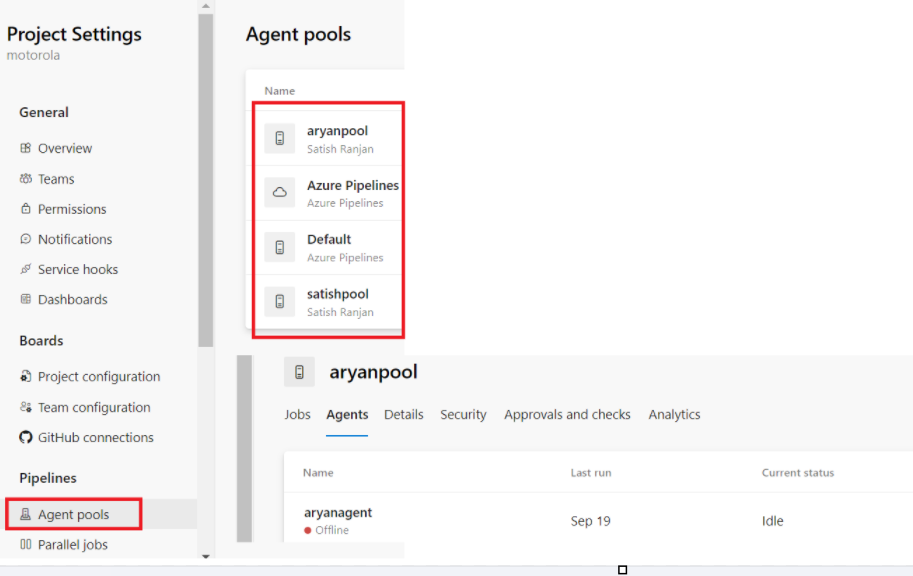 Project Settings
motorola
General
Overview
Teams
Permissions
Notifications
Service hooks
Dashboards
Boards
Project configuration
Team configuration
GitHub connections
Pipelines
Agent pools
Parallel jobs
Agent pools
Name
aryanpool
Satish Ranjan
Azure Pipelines
Azure Pipelines
Default
Azure Pipelines
satishpool
Satish Ranjan
aryanpool
Jobs Agents Details Security Approvals and checks Analytics
Name Last run Current status
aryanagent
Offline
Sep 19 Idle